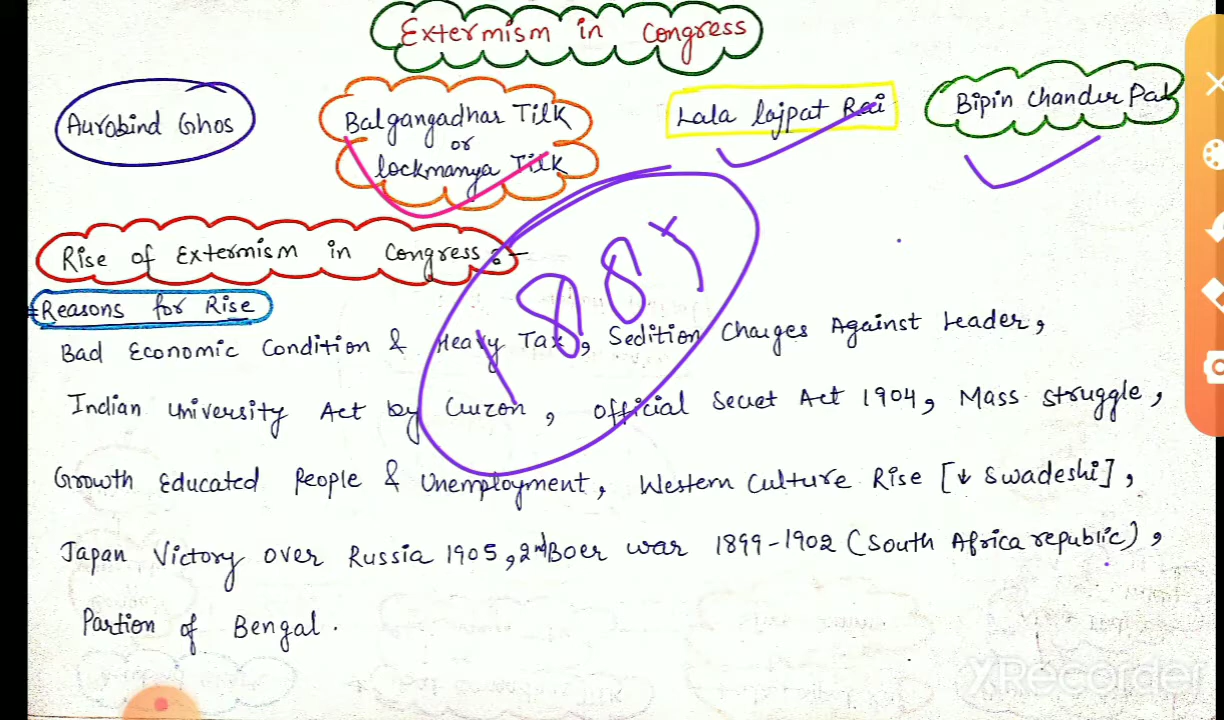 Extermism in Congress
Aurobind Ghos
Balgangadhar Tilk
or
lockmanya Tilk
Lala lajpat Rai
Bipin Chander Pal
Rise of Extermism in Congress :-
Reasons for Rise
Bad Economic Condition & Heavy Tax, Sedition Charges Against Leader,
Indian University Act by Curzon, Official Secret Act 1904, Mass struggle,
Growth Educated People & Unemployment, Western Culture Rise [↓ Swadeshi],
Japan Victory over Russia 1905, 2nd Boer war 1899-1902 (South Africa republic),
Partion of Bengal.
XRecorder